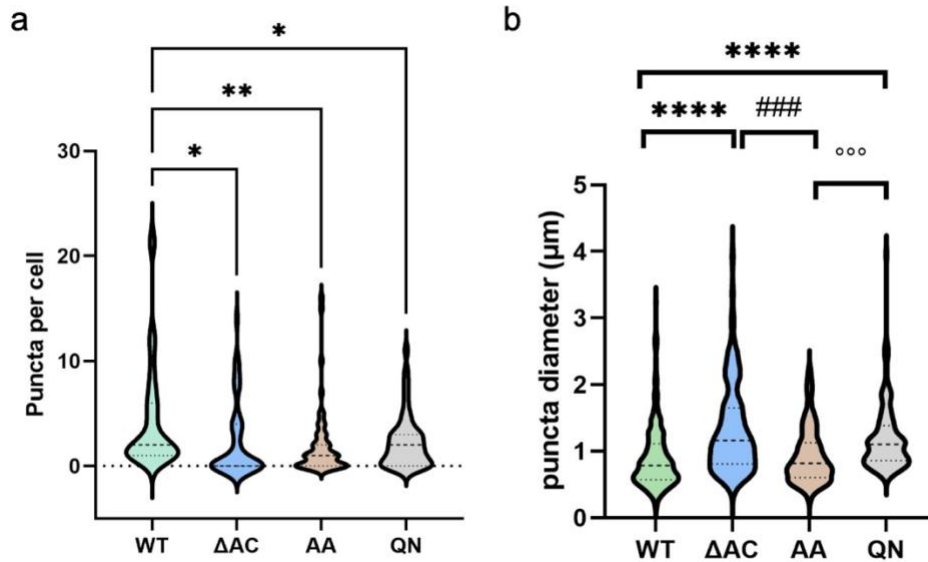 a
*
**
*
30
20
10
0
Puncta per cell
WT ΔAC AA QN
b
****
**** ###
°°°
5
4
3
2
1
0
puncta diameter (µm)
WT ΔAC AA QN